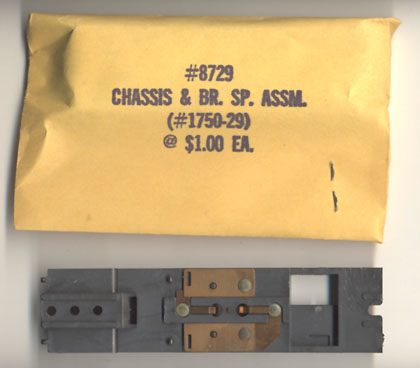 #8729
CHASSIS & BR. SP. ASSM.
(#1750-29)
@ $1.00 EA.